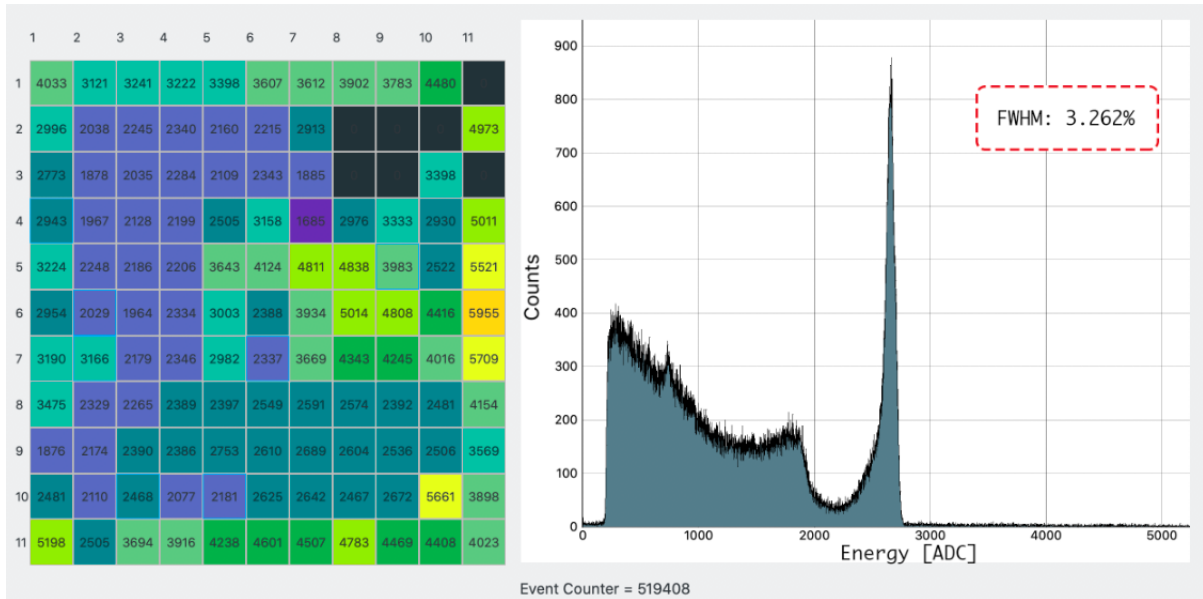 1 2 3 4 5 6 7 8 9 10 11
1 4033 3121 3241 3222 3398 3607 3612 3902 3783 4480
2 2996 2038 2245 2340 2160 2215 2913 4973
3 2773 1878 2035 2284 2109 2343 1885 3398
4 2943 1967 2128 2199 2505 3158 1685 2976 3333 2930 5011
5 3224 2248 2186 2206 3643 4124 4811 4838 3983 2522 5521
6 2954 2029 1964 2334 3003 2388 3934 5014 4808 4416 5955
7 3190 3166 2179 2346 2982 2337 3669 4343 4245 4016 5709
8 3475 2329 2265 2389 2397 2549 2591 2574 2392 2481 4154
9 1876 2174 2390 2386 2753 2610 2689 2604 2536 2506 3569
10 2481 2110 2468 2077 2181 2625 2642 2467 2672 5661 3898
11 5198 2505 3694 3916 4238 4601 4507 4783 4469 4408 4023
Counts
900
800
700
600
500
400
300
200
100
0
FWHM: 3.262%
0 1000 2000 3000 4000 5000
Energy [ADC]
Event Counter = 519408